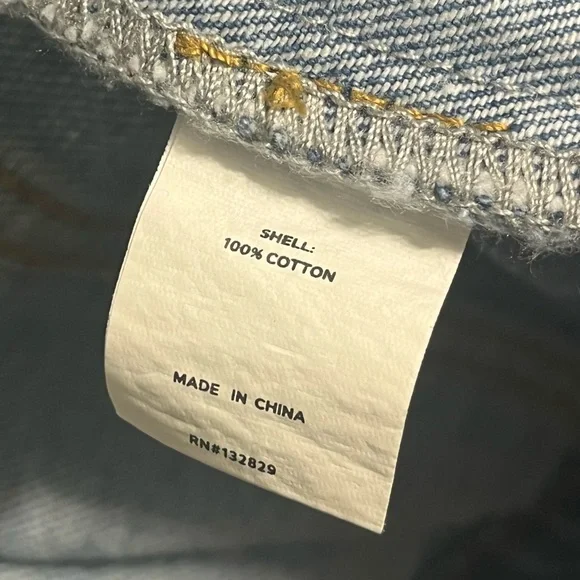 SHELL:
100% COTTON
MADE IN CHINA
RN#132829